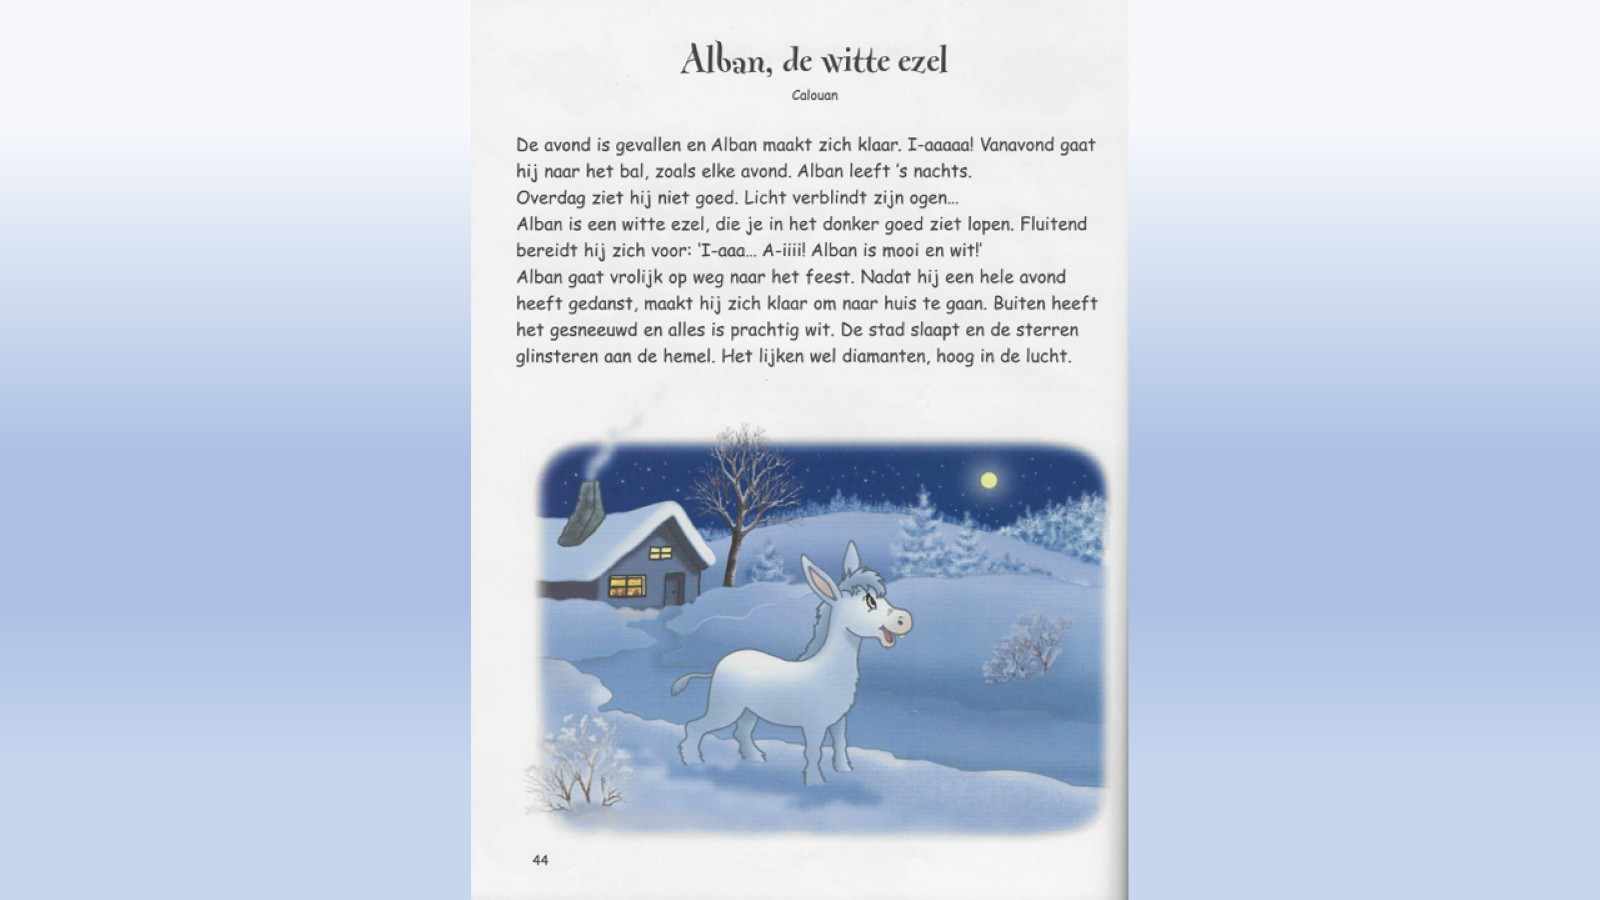 Alban, de witte ezel
Calouan
De avond is gevallen en Alban maakt zich klaar. I-aaaaa! Vanavond gaat
hij naar het bal, zoals elke avond. Alban leeft 's nachts.
Overdag ziet hij niet goed. Licht verblindt zijn ogen...
Alban is een witte ezel, die je in het donker goed ziet lopen. Fluitend
bereidt hij zich voor: 'I-aaa... A-iiii! Alban is mooi en wit!'
Alban gaat vrolijk op weg naar het feest. Nadat hij een hele avond
heeft gedanst, maakt hij zich klaar om naar huis te gaan. Buiten heeft
het gesneeuwd en alles is prachtig wit. De stad slaapt en de sterren
glinsteren aan de hemel. Het lijken wel diamanten, hoog in de lucht.
44